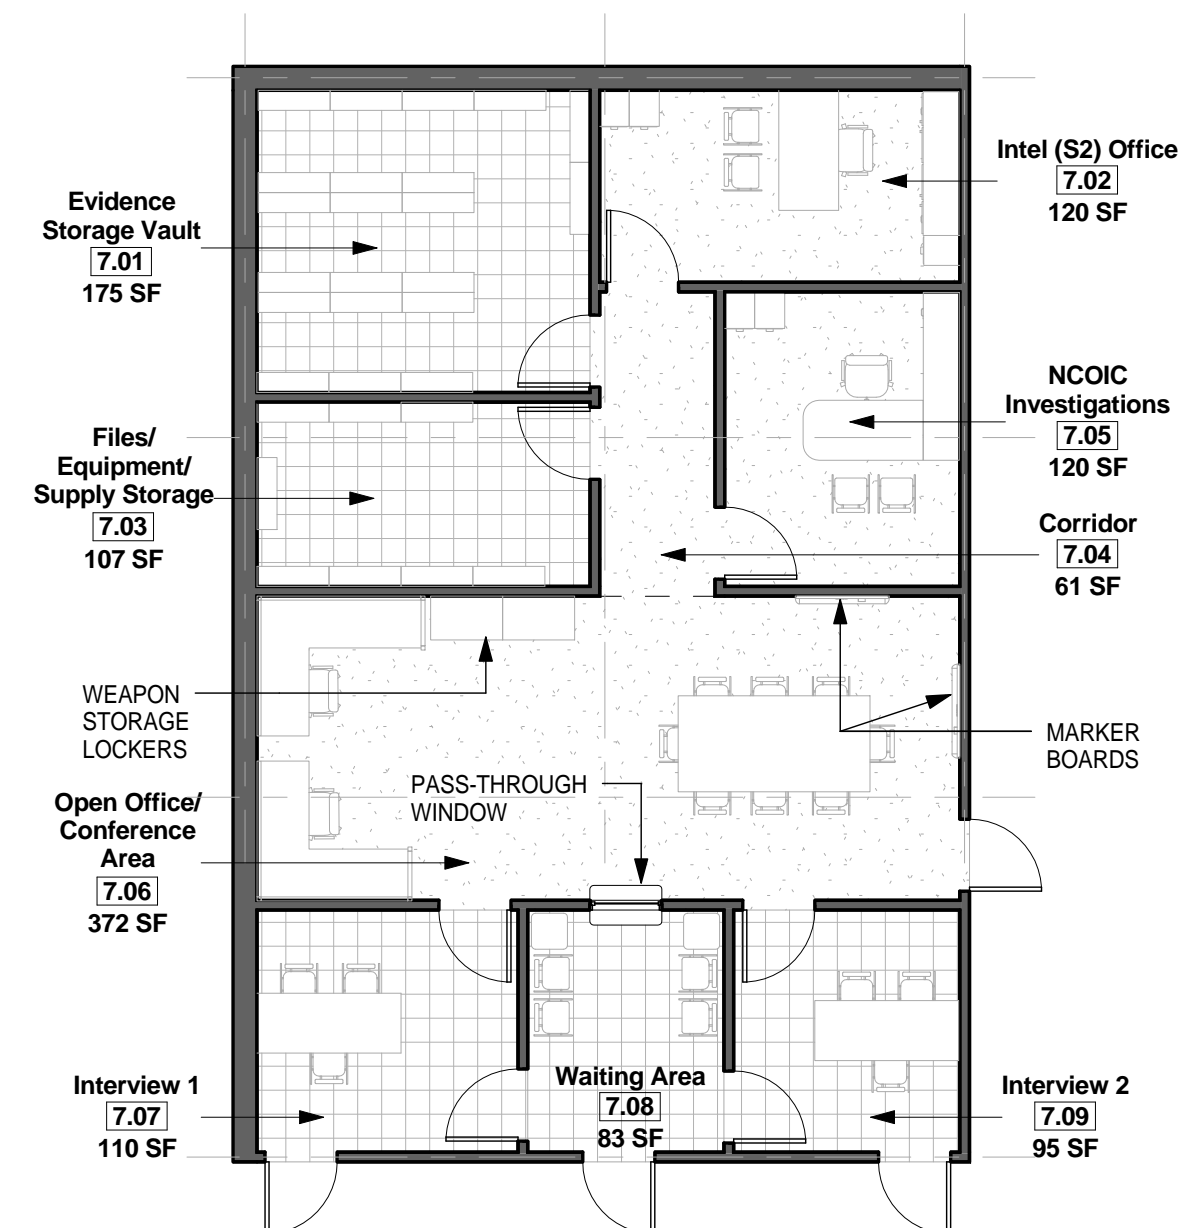 Evidence
Storage Vault
7.01
175 SF
Intel (S2) Office
7.02
120 SF
Files/
Equipment/
Supply Storage
7.03
107 SF
NCOIC
Investigations
7.05
120 SF
Corridor
7.04
61 SF
WEAPON
STORAGE
LOCKERS
MARKER
BOARDS
PASS-THROUGH
WINDOW
Open Office/
Conference
Area
7.06
372 SF
Interview 1
7.07
110 SF
Waiting Area
7.08
83 SF
Interview 2
7.09
95 SF